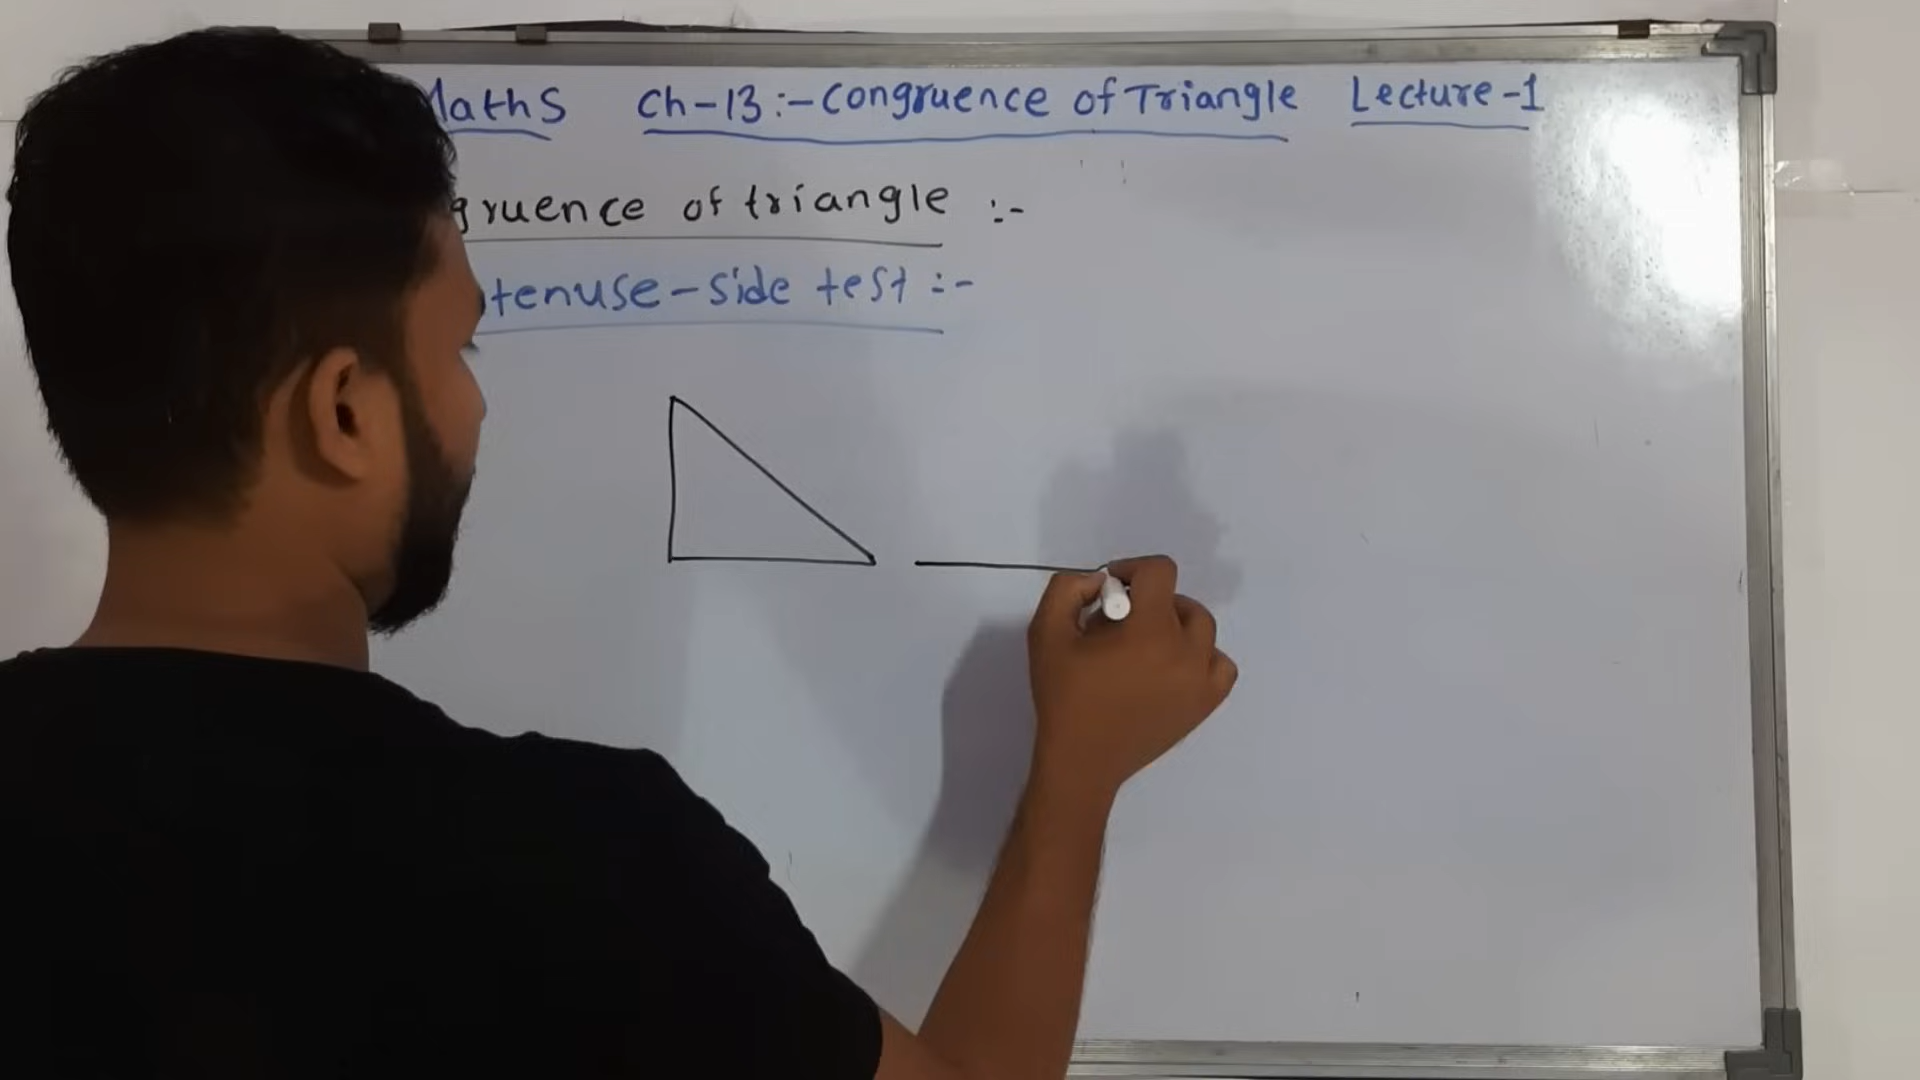 Maths Ch-13:- Congruence of Triangle Lecture-1
gruence of triangle :-
tenuse-side test :-